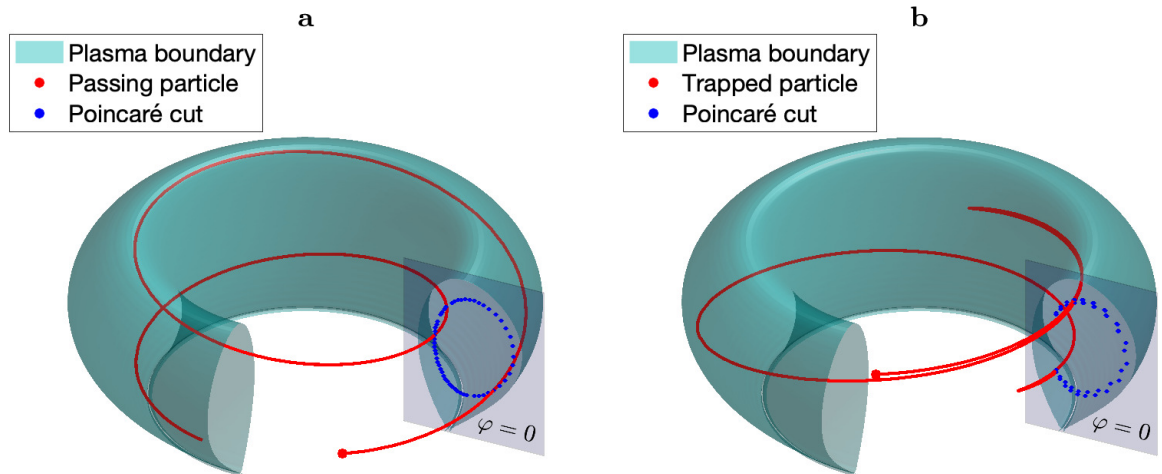 a
Plasma boundary
Passing particle
Poincaré cut
φ = 0
b
Plasma boundary
Trapped particle
Poincaré cut
φ = 0